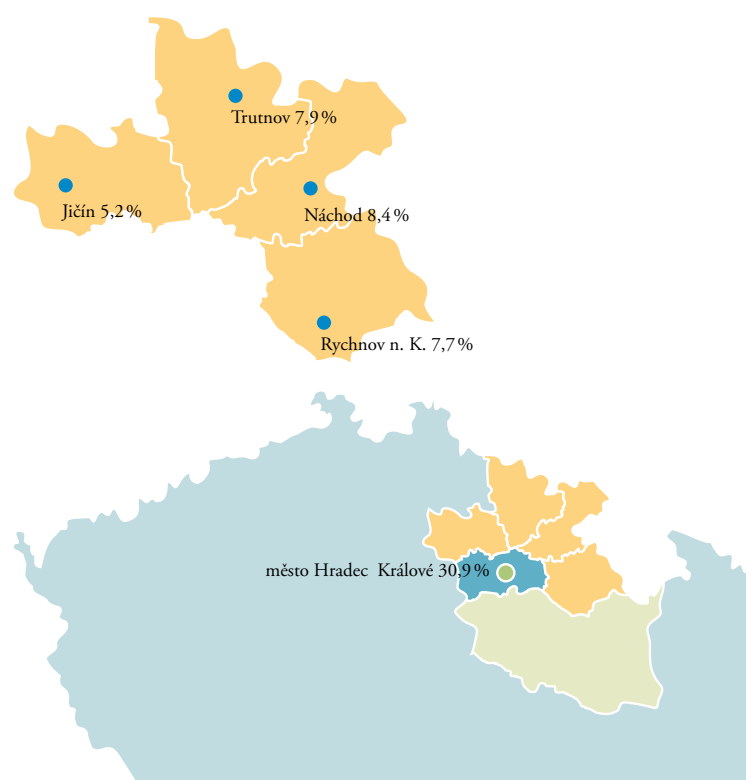 Trutnov 7,9 %
Jičín 5,2 %
Náchod 8,4 %
Rychnov n. K. 7,7 %
město Hradec Králové 30,9 %